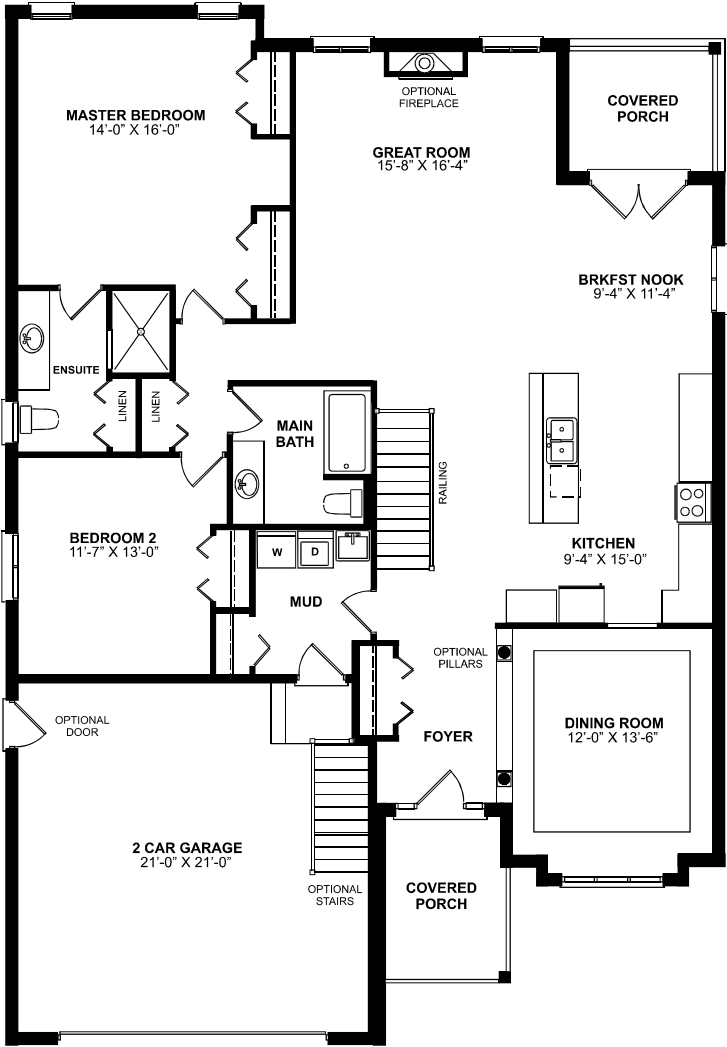 MASTER BEDROOM
14'-0" X 16'-0"
OPTIONAL
FIREPLACE
GREAT ROOM
15'-8" X 16'-4"
COVERED
PORCH
BRKFST NOOK
9'-4" X 11'-4"
ENSUITE
LINEN
LINEN
MAIN
BATH
RAILING
BEDROOM 2
11'-7" X 13'-0"
W
D
MUD
KITCHEN
9'-4" X 15'-0"
OPTIONAL
PILLARS
OPTIONAL
DOOR
FOYER
DINING ROOM
12'-0" X 13'-6"
2 CAR GARAGE
21'-0" X 21'-0"
OPTIONAL
STAIRS
COVERED
PORCH